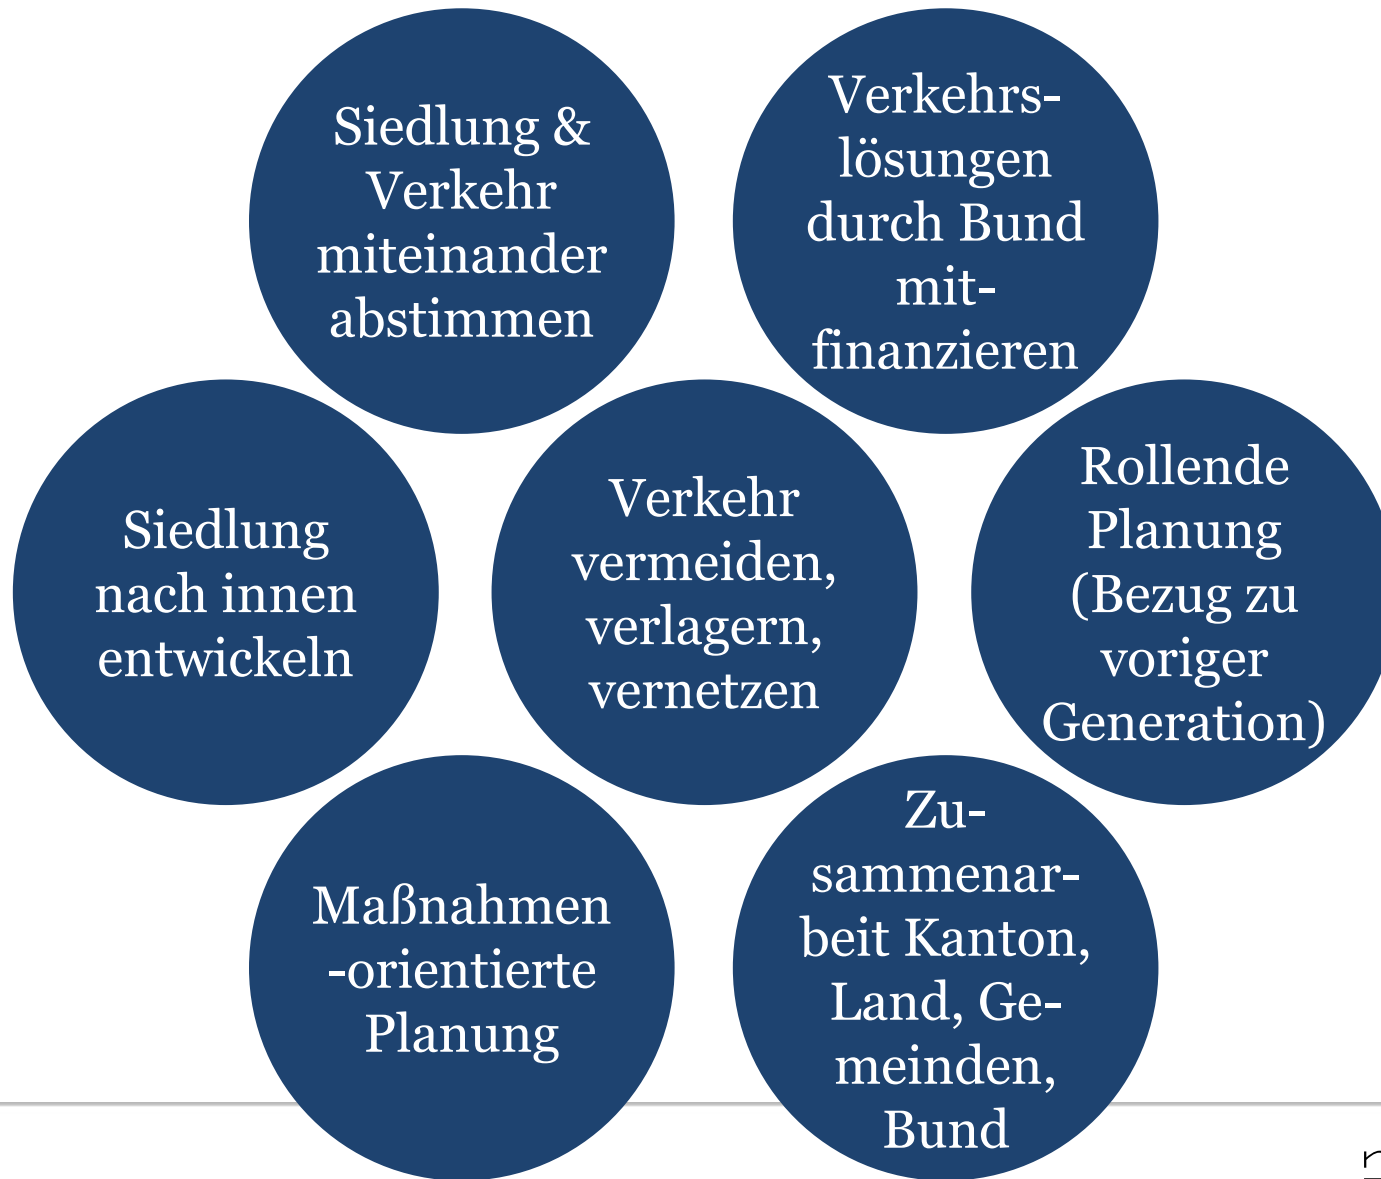 Siedlung &
Verkehr
miteinander
abstimmen
Verkehrs-
lösungen
durch Bund
mit-
finanzieren
Siedlung
nach innen
entwickeln
Verkehr
vermeiden,
verlagern,
vernetzen
Rollende
Planung
(Bezug zu
voriger
Generation)
Maßnahmen
-orientierte
Planung
Zu-
sammenar-
beit Kanton,
Land, Ge-
meinden,
Bund